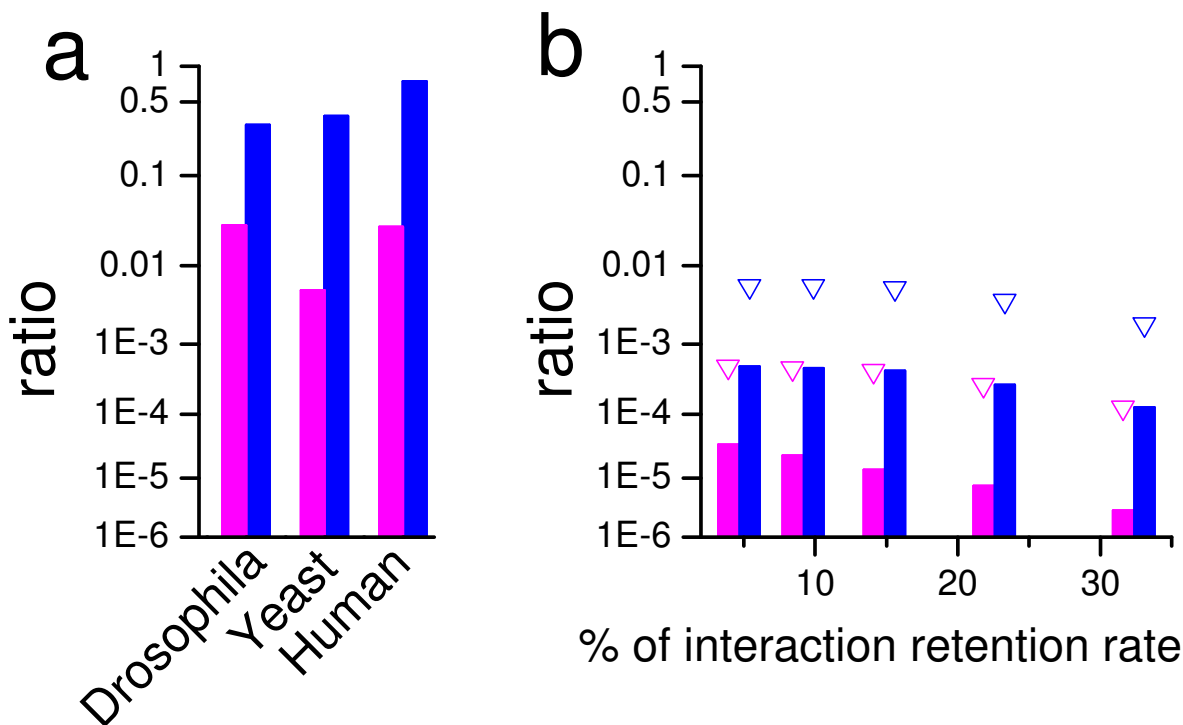 a
1
0.5
0.1
0.01
1E-3
1E-4
1E-5
1E-6
ratio
Drosophila
Yeast
Human
b
1
0.5
0.1
0.01
1E-3
1E-4
1E-5
1E-6
ratio
10 20 30
% of interaction retention rate